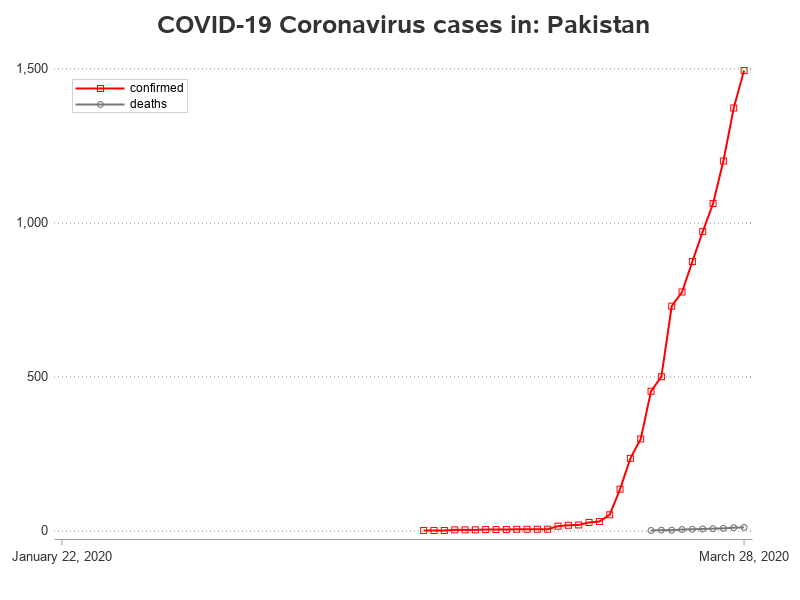 COVID-19 Coronavirus cases in: Pakistan
1,500
confirmed
deaths
1,000
500
0
January 22, 2020
March 28, 2020